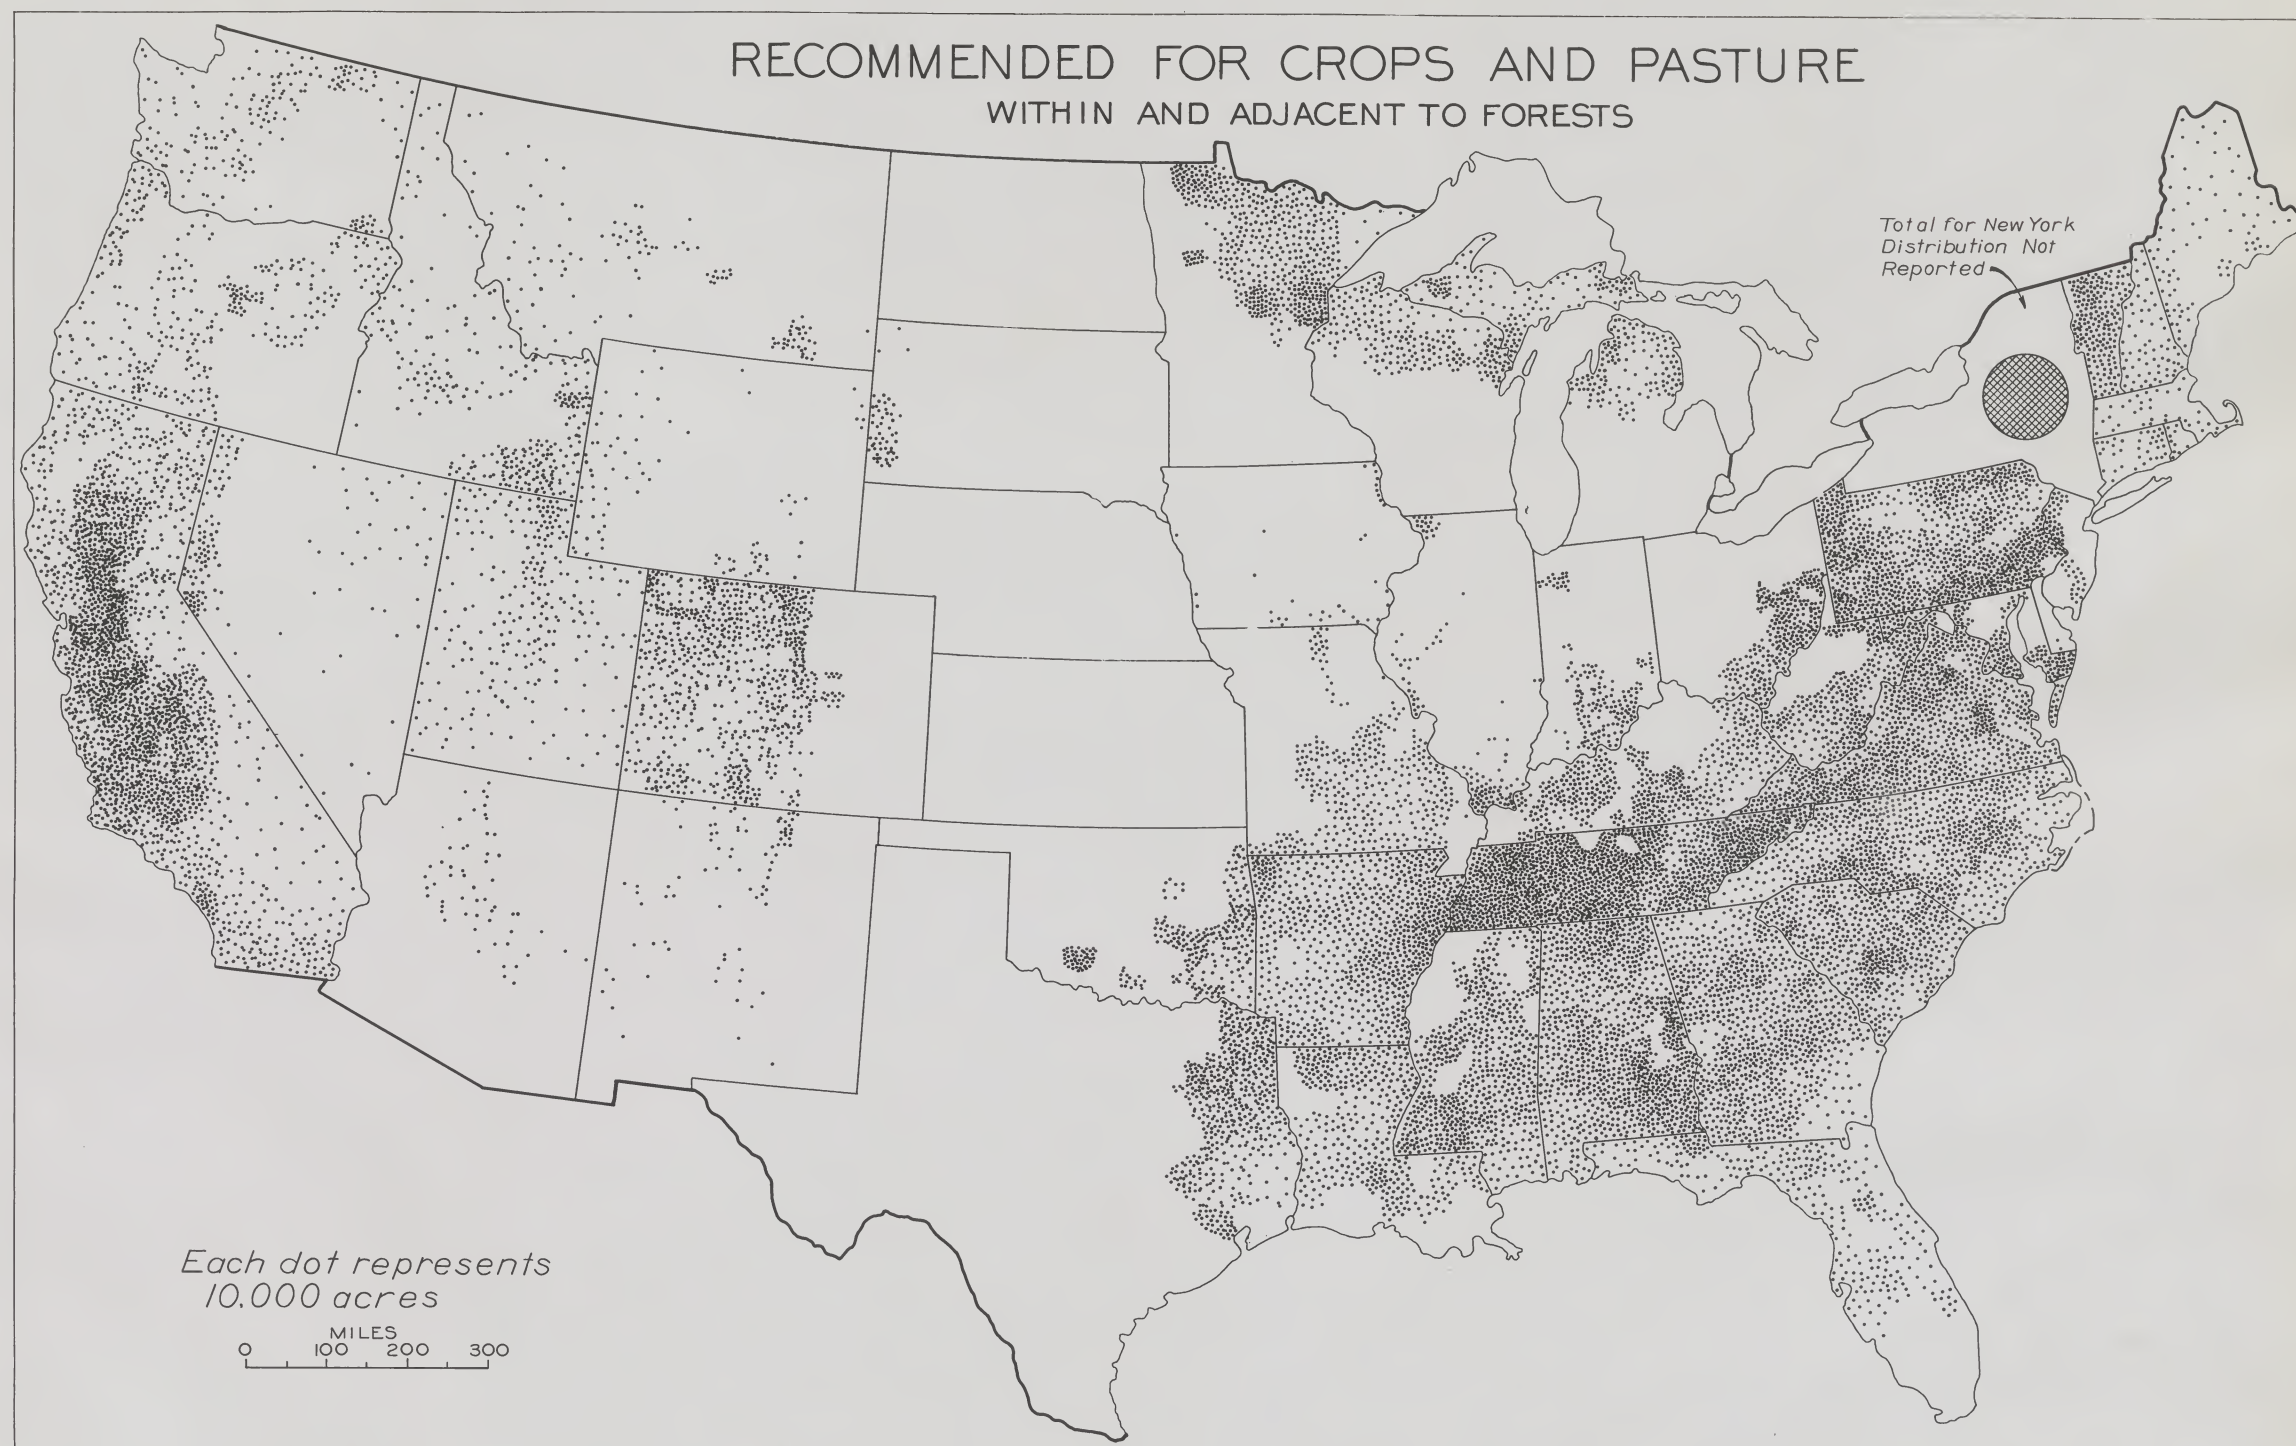 RECOMMENDED FOR CROPS AND PASTURE
WITHIN AND ADJACENT TO FORESTS
Total for New York
Distribution Not
Reported
Each dot represents
10,000 acres
MILES
0 100 200 300